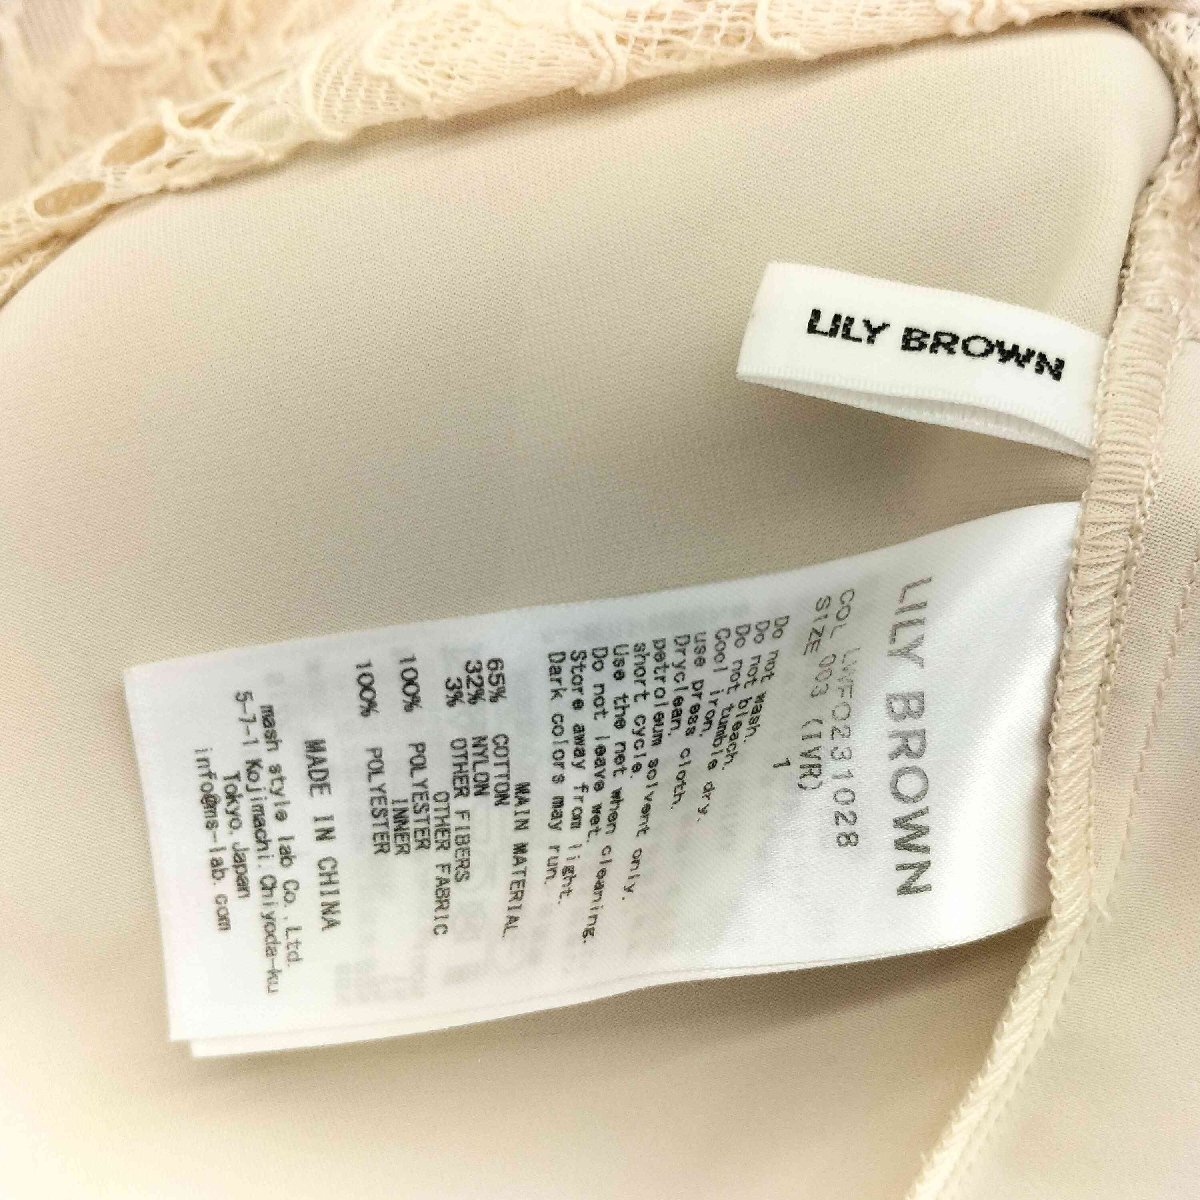 LILY BROWN
LILY BROWN
LWFO231028
COL 003 (IVR)
SIZE 1
Do not wash.
Do not bleach.
Do not tumble dry.
Cool iron,
use press cloth.
Dryclean,
petroleum solvent only.
short cycle.
Use the net when cleaning.
Do not leave wet.
Store away from light.
Dark colors may run.
MAIN MATERIAL
65% COTTON
32% NYLON
3% OTHER FIBERS
OTHER FABRIC
100% POLYESTER
INNER
100% POLYESTER
MADE IN CHINA
mash style lab Co.,Ltd.
5-7-1 Kojimachi, Chiyoda-ku
Tokyo, Japan
info@ms-lab.com